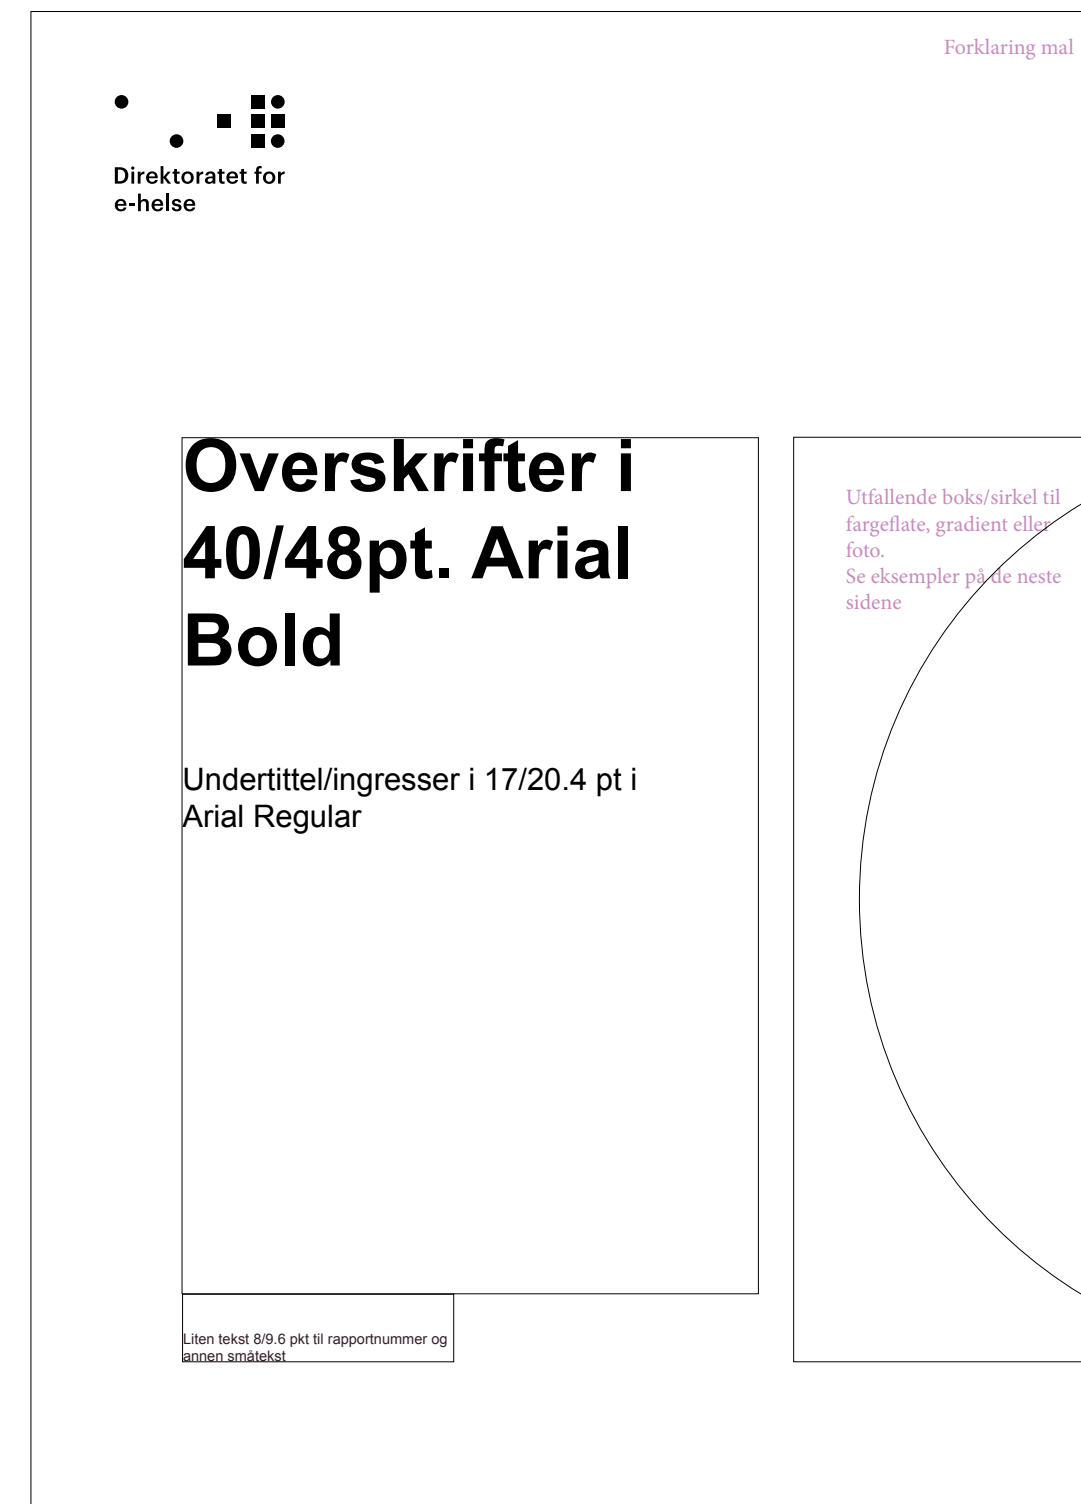 Forklaring mal
Direktoratet for
e-helse
Overskrifter i
40/48pt. Arial
Bold
Undertittel/ingresser i 17/20.4 pt i
Arial Regular
Utfallende boks/sirkel til
fargeflate, gradient eller
foto.
Se eksempler på de neste
sidene
Liten tekst 8/9.6 pkt til rapportnummer og
annen småtekst